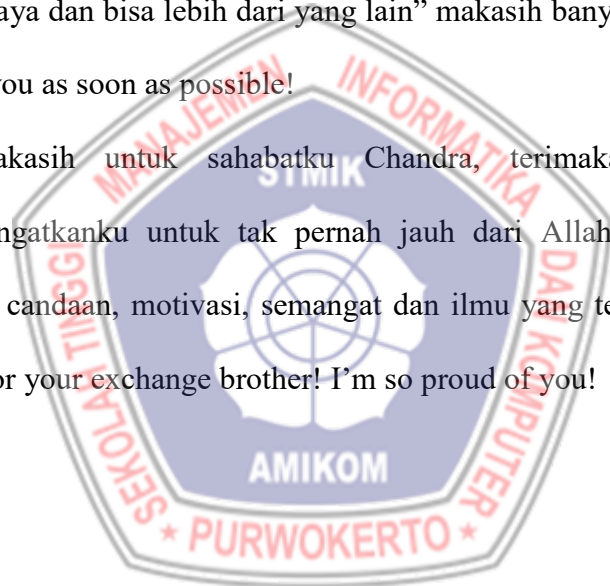 aya dan bisa lebih dari yang lain” makasih bany
you as soon as possible!
akasih untuk sahabatku Chandra, terimaka
ngatkanku untuk tak pernah jauh dari Allah
candaan, motivasi, semangat dan ilmu yang te
or your exchange brother! I’m so proud of you!
SEKOLAH TINGGI MANAJEMEN INFORMATIKA DAN KOMPUTER
STMIK
AMIKOM
★ PURWOKERTO ★